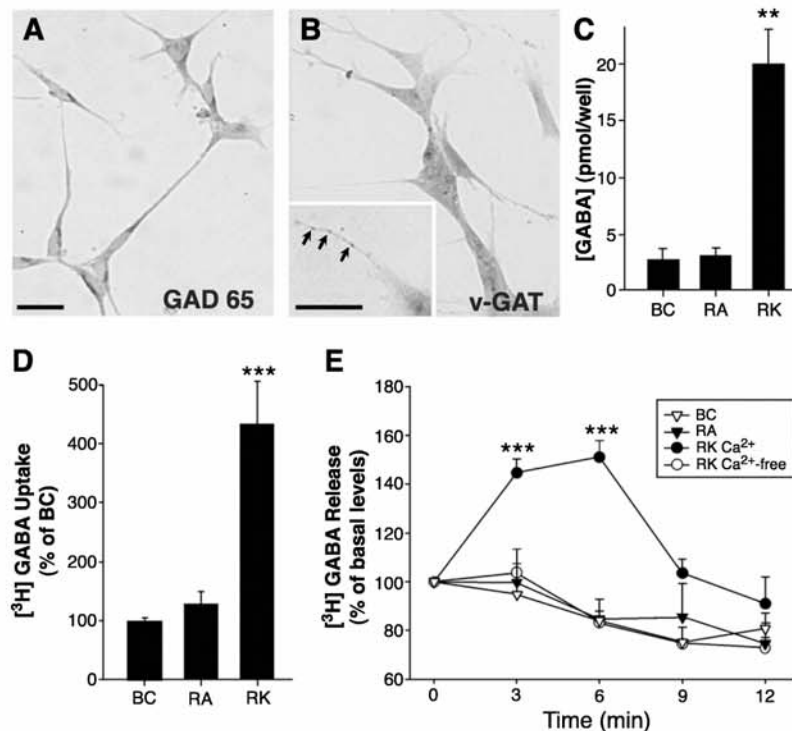 A
GAD 65
B
v-GAT
C
[GABA] (pmol/well)
20
15
10
5
0
**
BC RA RK
D
[³H] GABA Uptake
(% of BC)
500
400
300
200
100
0
***
BC RA RK
E
[³H] GABA Release
(% of basal levels)
180
160
140
120
100
80
60
*** ***
BC
RA
RK Ca²⁺
RK Ca²⁺-free
0 3 6 9 12
Time (min)